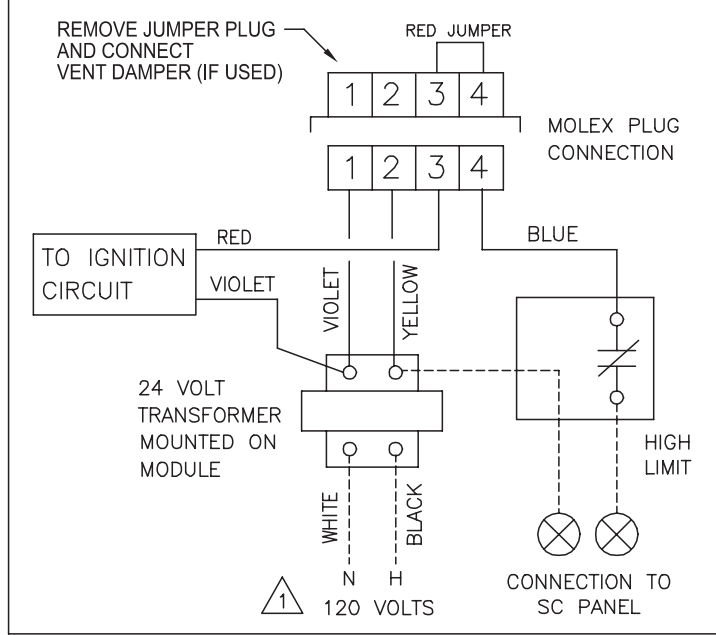 REMOVE JUMPER PLUG
AND CONNECT
VENT DAMPER (IF USED)
RED JUMPER
1 2 3 4
MOLEX PLUG
CONNECTION
1 2 3 4
TO IGNITION
CIRCUIT
RED
VIOLET
BLUE
VIOLET
YELLOW
24 VOLT
TRANSFORMER
MOUNTED ON
MODULE
HIGH
LIMIT
WHITE
BLACK
N H
1 120 VOLTS
CONNECTION TO
SC PANEL